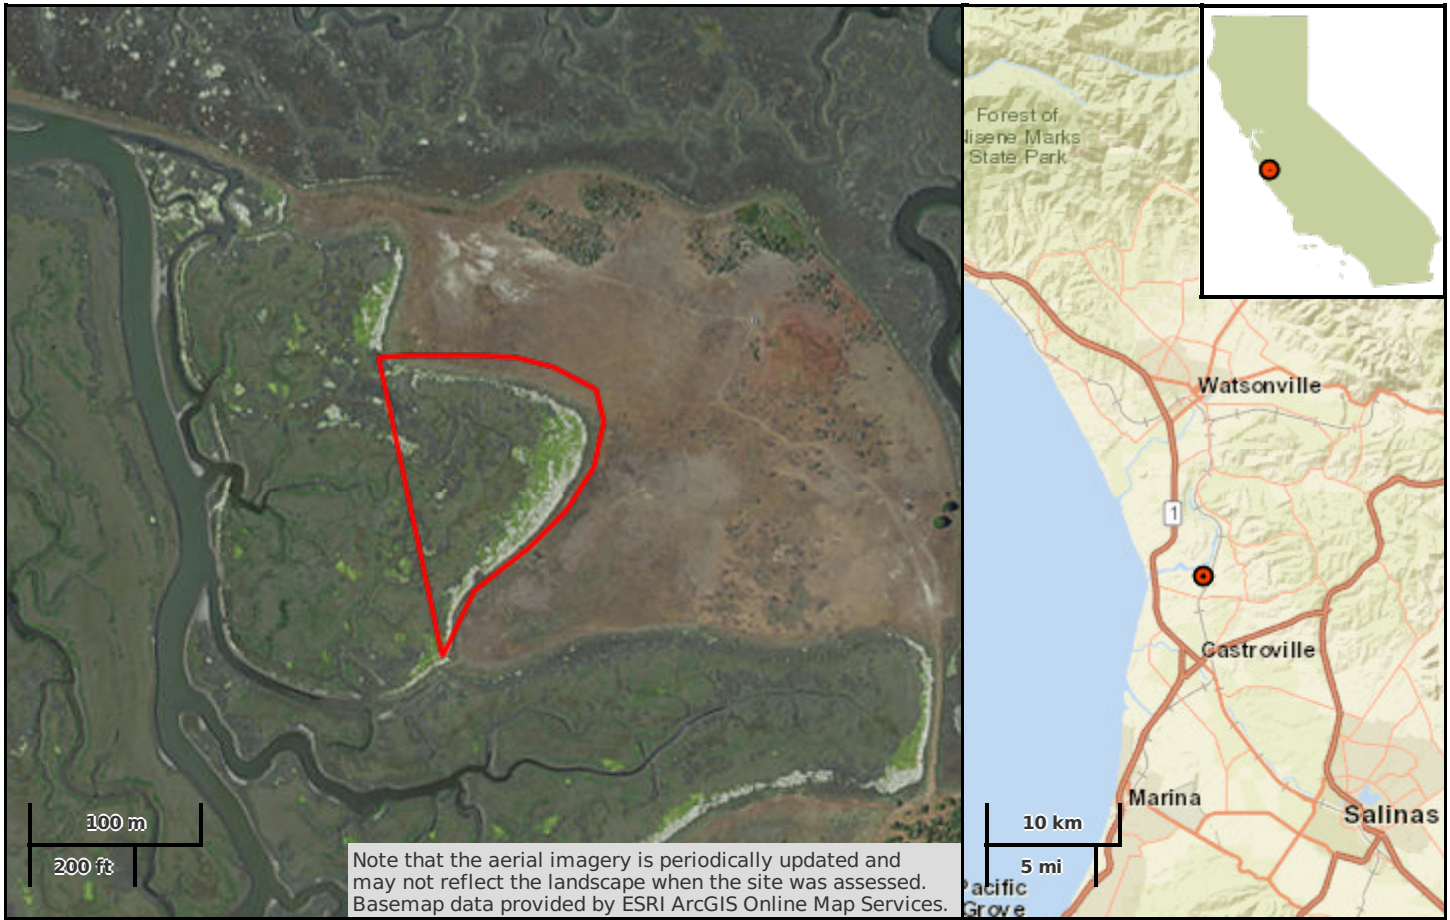 Forest of
Nisene Marks
State Park
Watsonville
1
Castroville
Marina
Salinas
Pacific
Grove
100 m
200 ft
10 km
5 mi
Note that the aerial imagery is periodically updated and
may not reflect the landscape when the site was assessed.
Basemap data provided by ESRI ArcGIS Online Map Services.